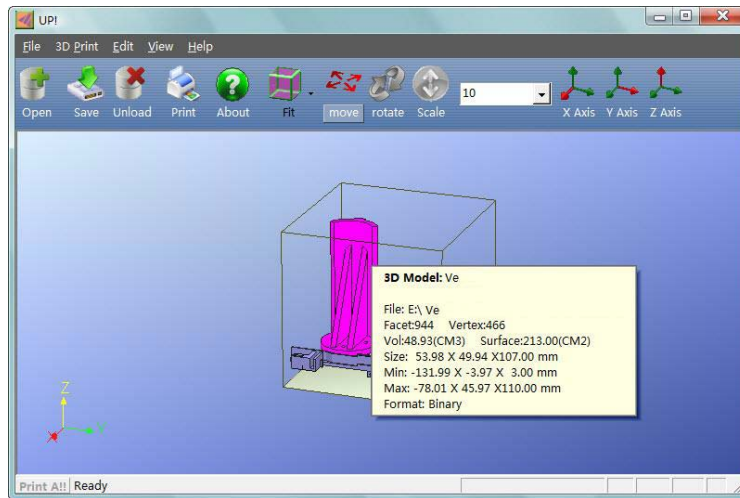 UP!
File 3D Print Edit View Help
Open Save Unload Print About Fit move rotate Scale 10 X Axis Y Axis Z Axis
3D Model: Ve
File: E:\ Ve
Facet:944 Vertex:466
Vol:48.93(CM3) Surface:213.00(CM2)
Size: 53.98 X 49.94 X107.00 mm
Min: -131.99 X -3.97 X 3.00 mm
Max: -78.01 X 45.97 X110.00 mm
Format: Binary
Z
Y
Print A!! Ready